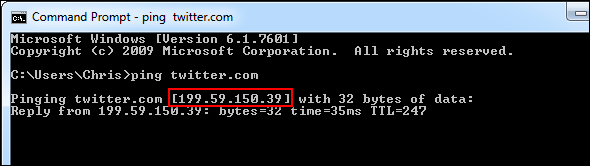 Command Prompt - ping  twitter.com
Microsoft Windows [Version 6.1.7601]
Copyright (c) 2009 Microsoft Corporation.  All rights reserved.
C:\Users\Chris>ping twitter.com
Pinging twitter.com [199.59.150.39] with 32 bytes of data:
Reply from 199.59.150.39: bytes=32 time=35ms TTL=247